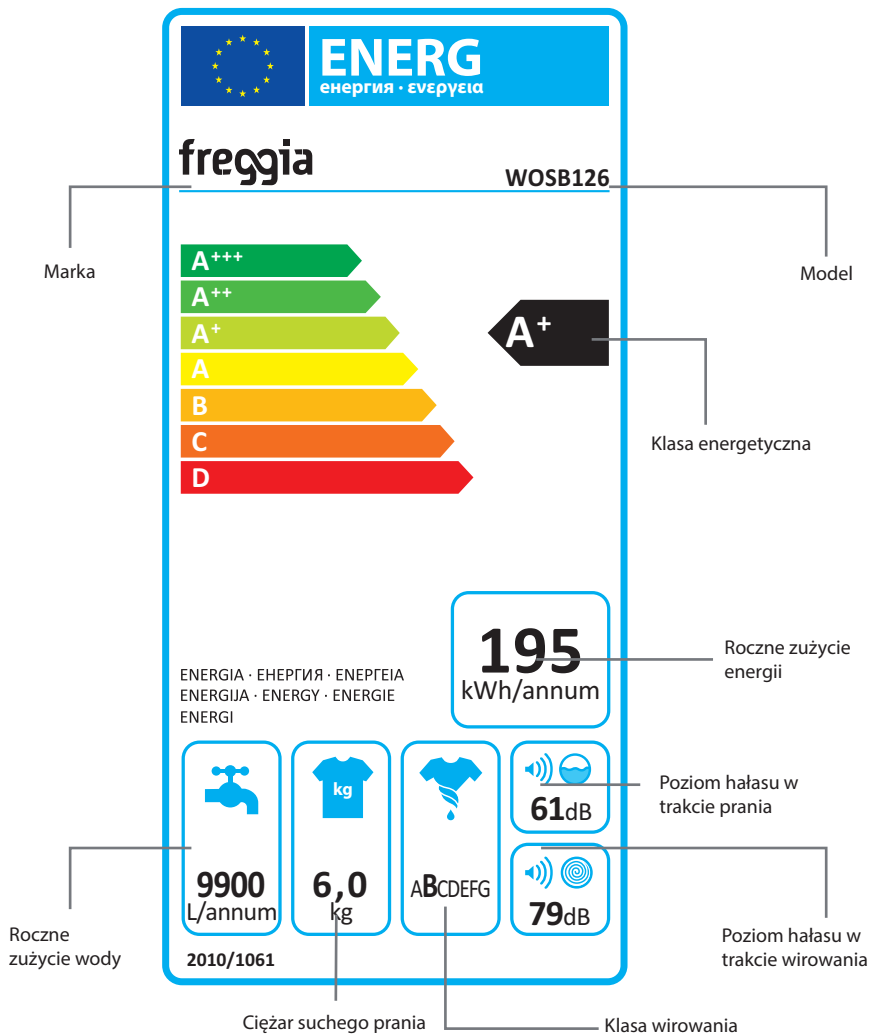 ENERG
енергия · ενεργεια
freggia
WOSB126
Marka
Model
A+++
A++
A+
A
B
C
D
A+
Klasa energetyczna
195
kWh/annum
Roczne zużycie
energii
ENERGIA · ЕНЕРГИЯ · ΕΝΕΡΓΕΙΑ
ENERGIJA · ENERGY · ENERGIE
ENERGI
kg
9900
L/annum
6,0
kg
ABCDEFG
61dB
79dB
Poziom hałasu w
trakcie prania
Roczne
zużycie wody
Poziom hałasu w
trakcie wirowania
2010/1061
Ciężar suchego prania
Klasa wirowania